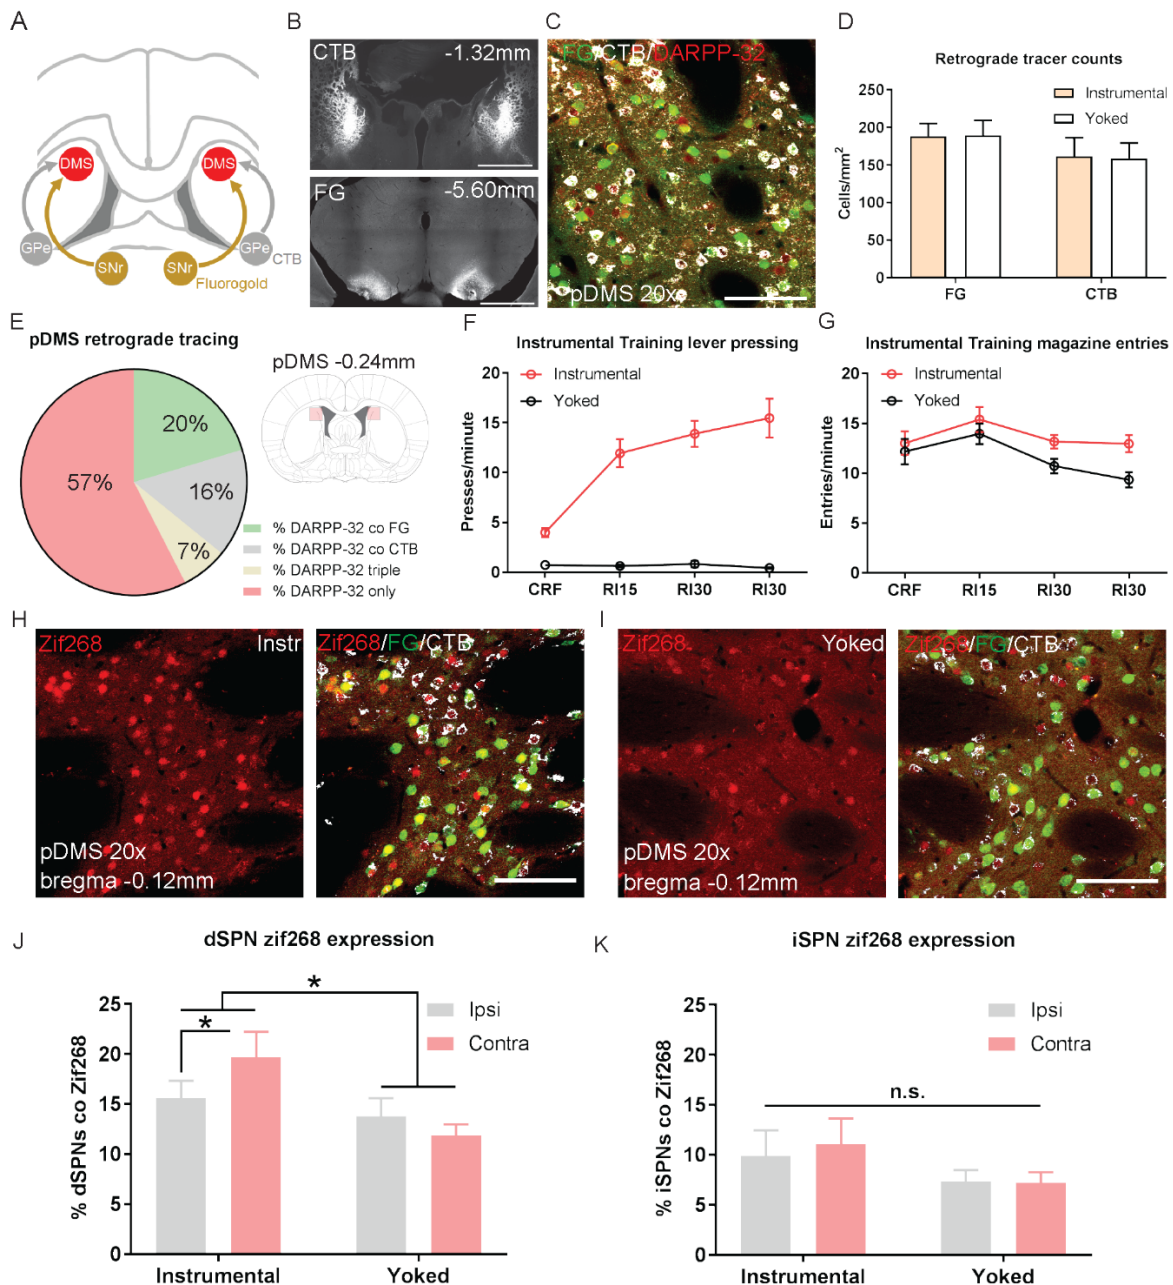 A
DMS
DMS
GPe
GPe
CTB
SNr
SNr
Fluorogold
B
CTB
-1.32mm
FG
-5.60mm
C
FG/CTB/DARPP-32
pDMS 20x
D
Retrograde tracer counts
Instrumental
Yoked
Cells/mm²
250
200
150
100
50
0
FG
CTB
E
pDMS retrograde tracing
20%
16%
7%
57%
pDMS -0.24mm
% DARPP-32 co FG
% DARPP-32 co CTB
% DARPP-32 triple
% DARPP-32 only
F
Instrumental Training lever pressing
Instrumental
Yoked
Presses/minute
20
15
10
5
0
CRF
RI15
RI30
RI30
G
Instrumental Training magazine entries
Instrumental
Yoked
Entries/minute
20
15
10
5
0
CRF
RI15
RI30
RI30
H
Zif268
Instr
pDMS 20x
bregma -0.12mm
Zif268/FG/CTB
I
Zif268
Yoked
pDMS 20x
bregma -0.12mm
Zif268/FG/CTB
J
dSPN zif268 expression
Ipsi
Contra
*
*
% dSPNs co Zif268
25
20
15
10
5
0
Instrumental
Yoked
K
iSPN zif268 expression
Ipsi
Contra
n.s.
% iSPNs co Zif268
25
20
15
10
5
0
Instrumental
Yoked